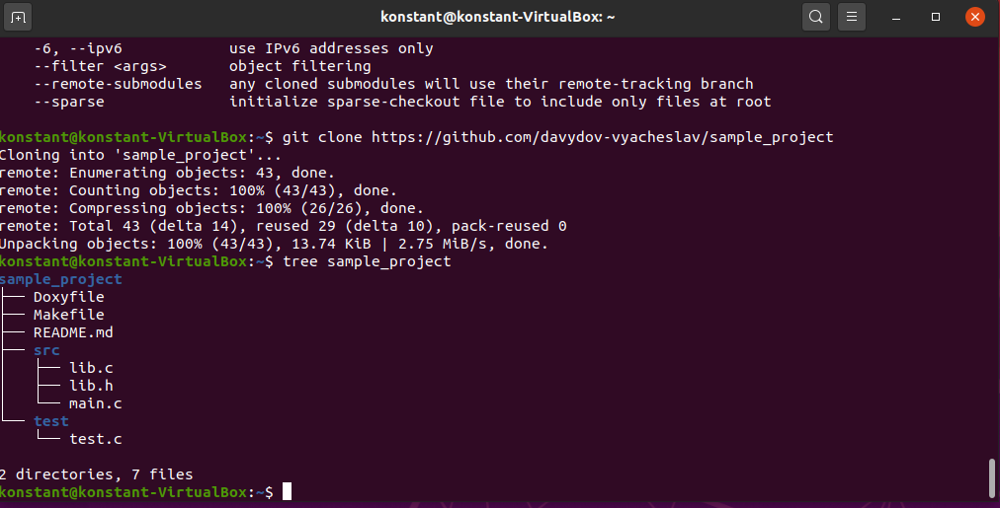 konstant@konstant-VirtualBox: ~
-6, --ipv6            use IPv6 addresses only
--filter <args>       object filtering
--remote-submodules   any cloned submodules will use their remote-tracking branch
--sparse              initialize sparse-checkout file to include only files at root
konstant@konstant-VirtualBox:~$ git clone https://github.com/davydov-vyacheslav/sample_project
Cloning into 'sample_project'...
remote: Enumerating objects: 43, done.
remote: Counting objects: 100% (43/43), done.
remote: Compressing objects: 100% (26/26), done.
remote: Total 43 (delta 14), reused 29 (delta 10), pack-reused 0
Unpacking objects: 100% (43/43), 13.74 KiB | 2.75 MiB/s, done.
konstant@konstant-VirtualBox:~$ tree sample_project
sample_project
├── Doxyfile
├── Makefile
├── README.md
├── src
│   ├── lib.c
│   ├── lib.h
│   └── main.c
└── test
    └── test.c
2 directories, 7 files
konstant@konstant-VirtualBox:~$